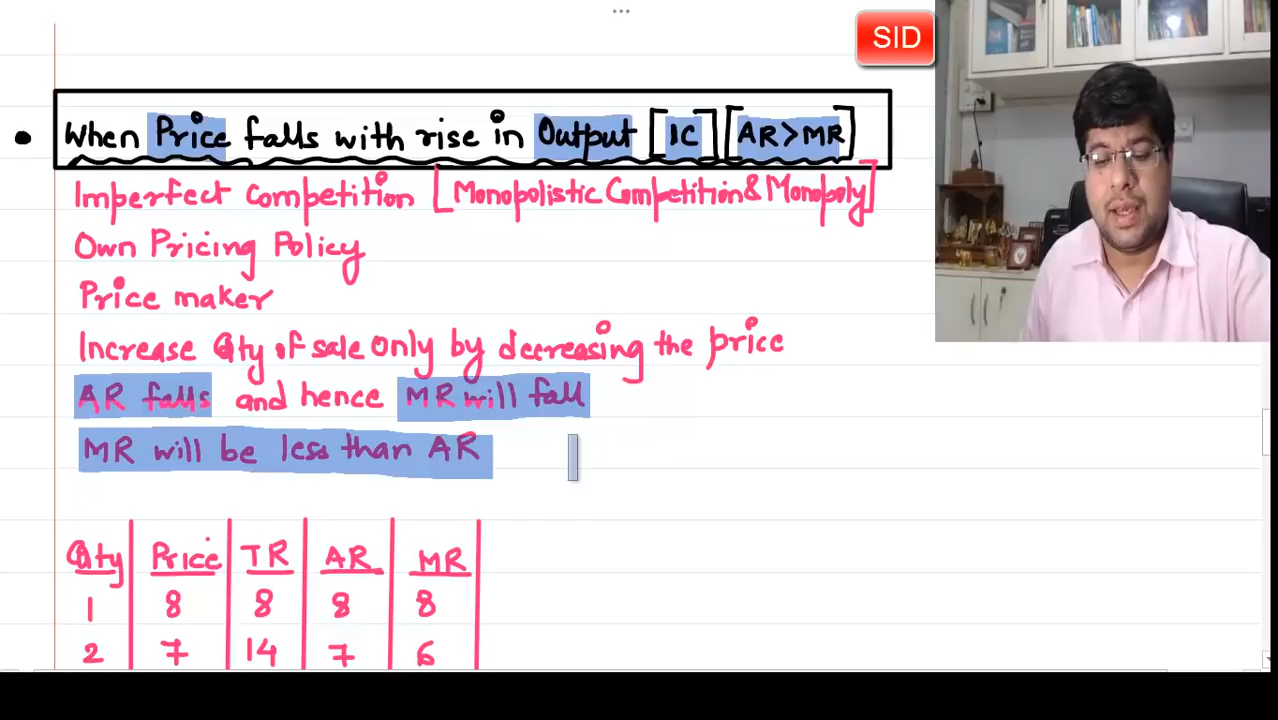 SID
• When Price falls with rise in Output [IC] [AR>MR]
Imperfect Competition [Monopolistic Competition & Monopoly]
Own Pricing Policy
Price maker
Increase Qty of sale Only by decreasing the price
AR falls and hence MR will fall
MR will be less than AR
Qty Price TR AR MR
1 8 8 8 8
2 7 14 7 6